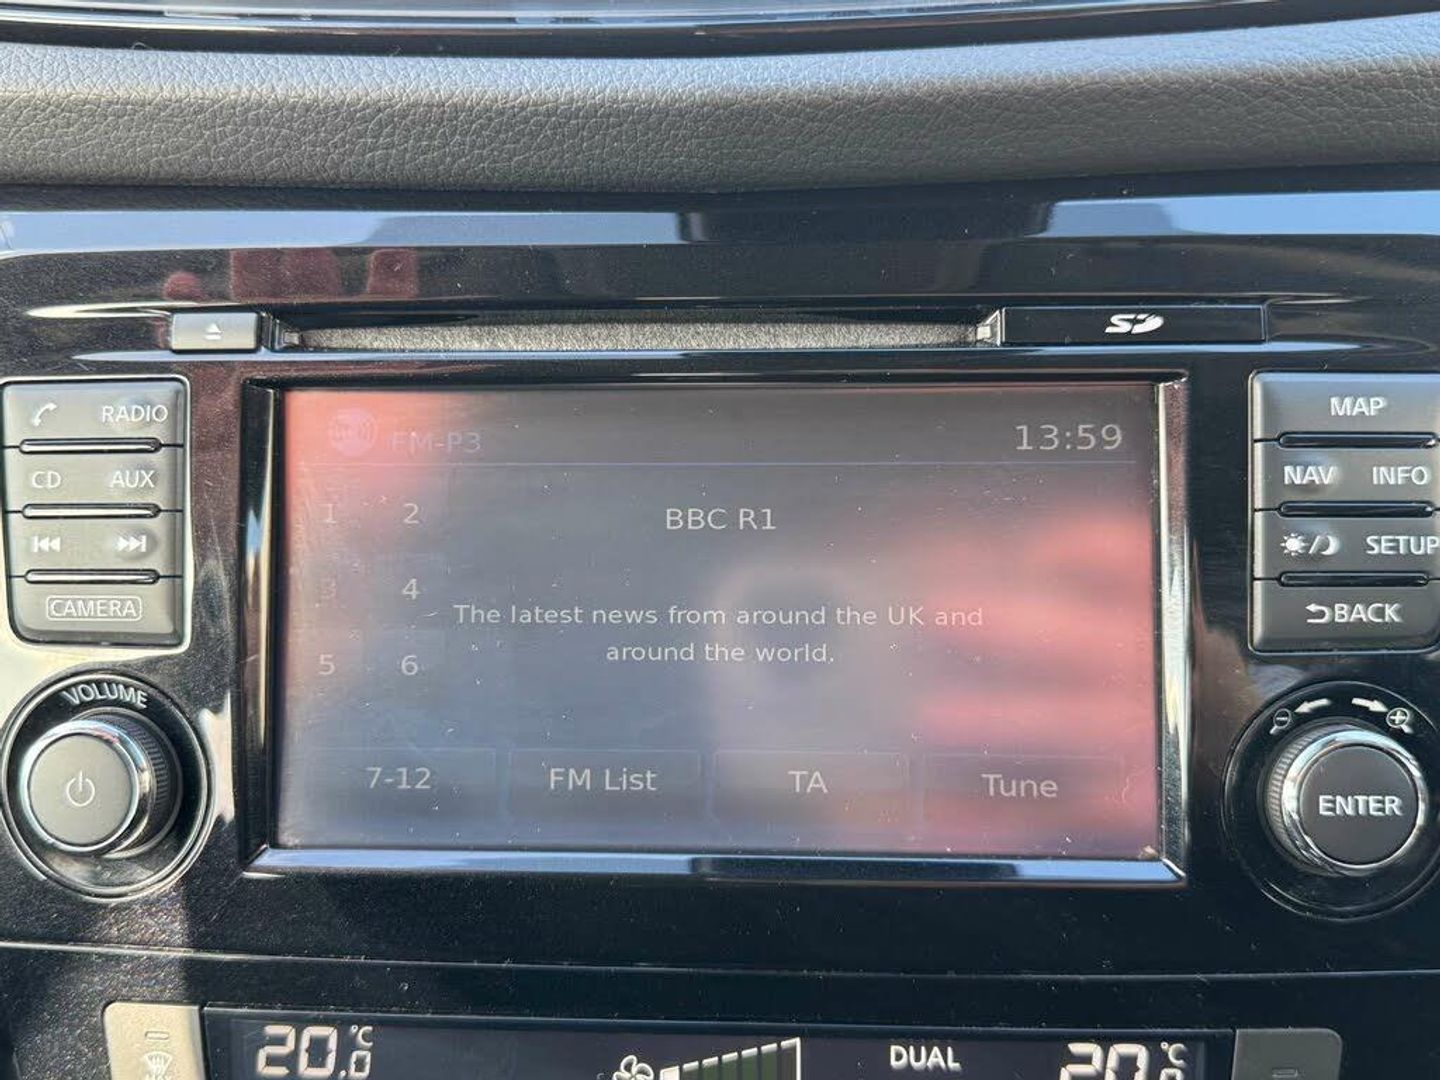 SD
RADIO
CD AUX
CAMERA
VOLUME
FM-P3 13:59
1 2
BBC R1
3 4
The latest news from around the UK and
around the world.
5 6
7-12 FM List TA Tune
MAP
NAV INFO
SETUP
BACK
ENTER
20.0 °C
DUAL
20 °C